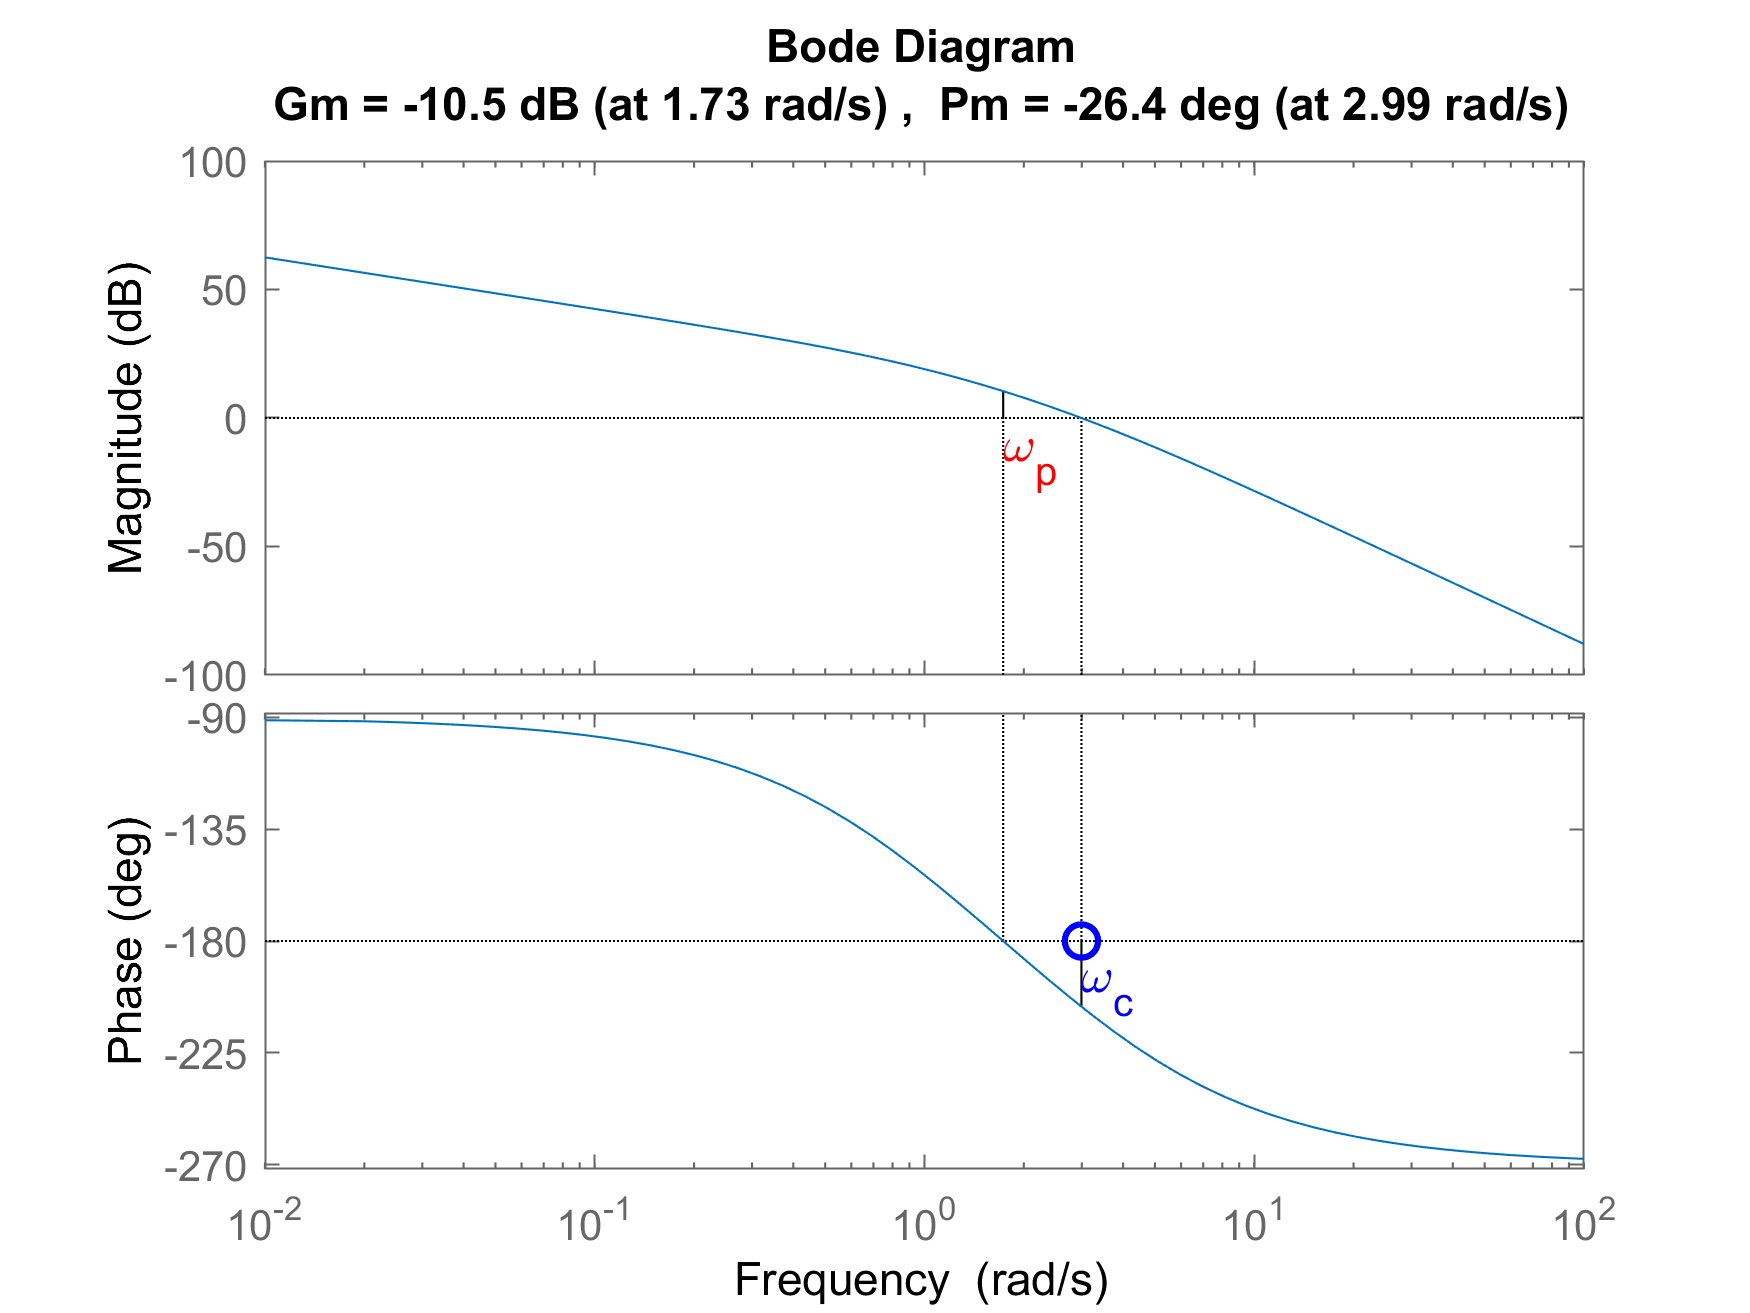 Bode Diagram
Gm = -10.5 dB (at 1.73 rad/s) ,  Pm = -26.4 deg (at 2.99 rad/s)
Magnitude (dB)
100
50
0
-50
-100
ωp
Phase (deg)
-90
-135
-180
-225
-270
ωc
10-2
10-1
100
101
102
Frequency  (rad/s)